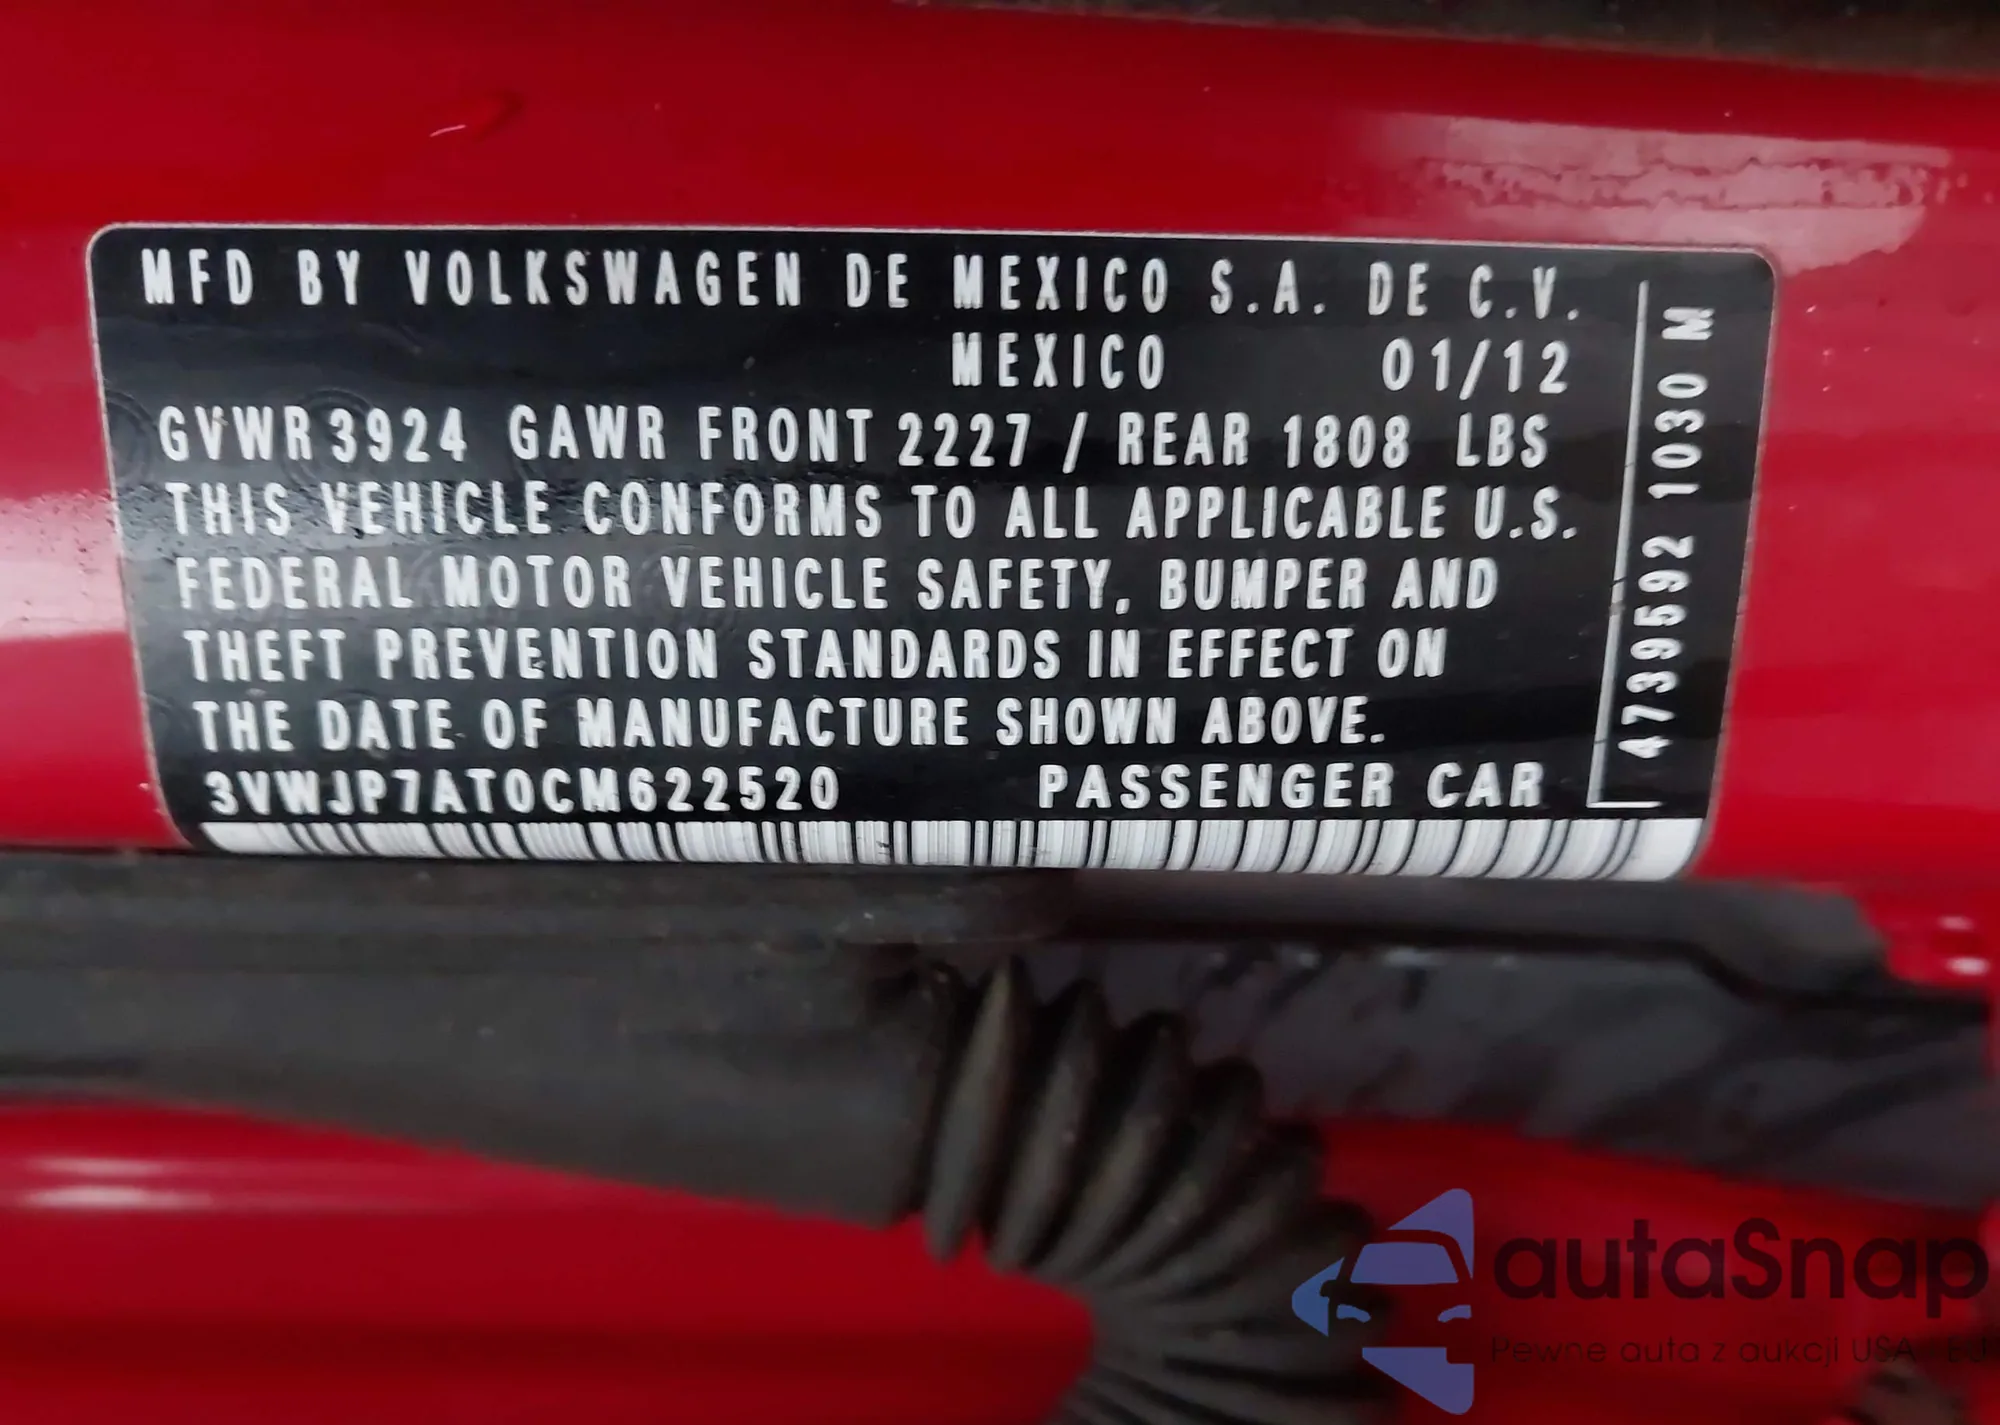 MFD BY VOLKSWAGEN DE MEXICO S.A. DE C.V.
MEXICO 01/12
GVWR 3924 GAWR FRONT 2227 / REAR 1808 LBS
THIS VEHICLE CONFORMS TO ALL APPLICABLE U.S.
FEDERAL MOTOR VEHICLE SAFETY, BUMPER AND
THEFT PREVENTION STANDARDS IN EFFECT ON
THE DATE OF MANUFACTURE SHOWN ABOVE.
3VWJP7AT0CM622520 PASSENGER CAR
4739592 1030 M
autaSnap
Pewne auta z aukcji USA i EU